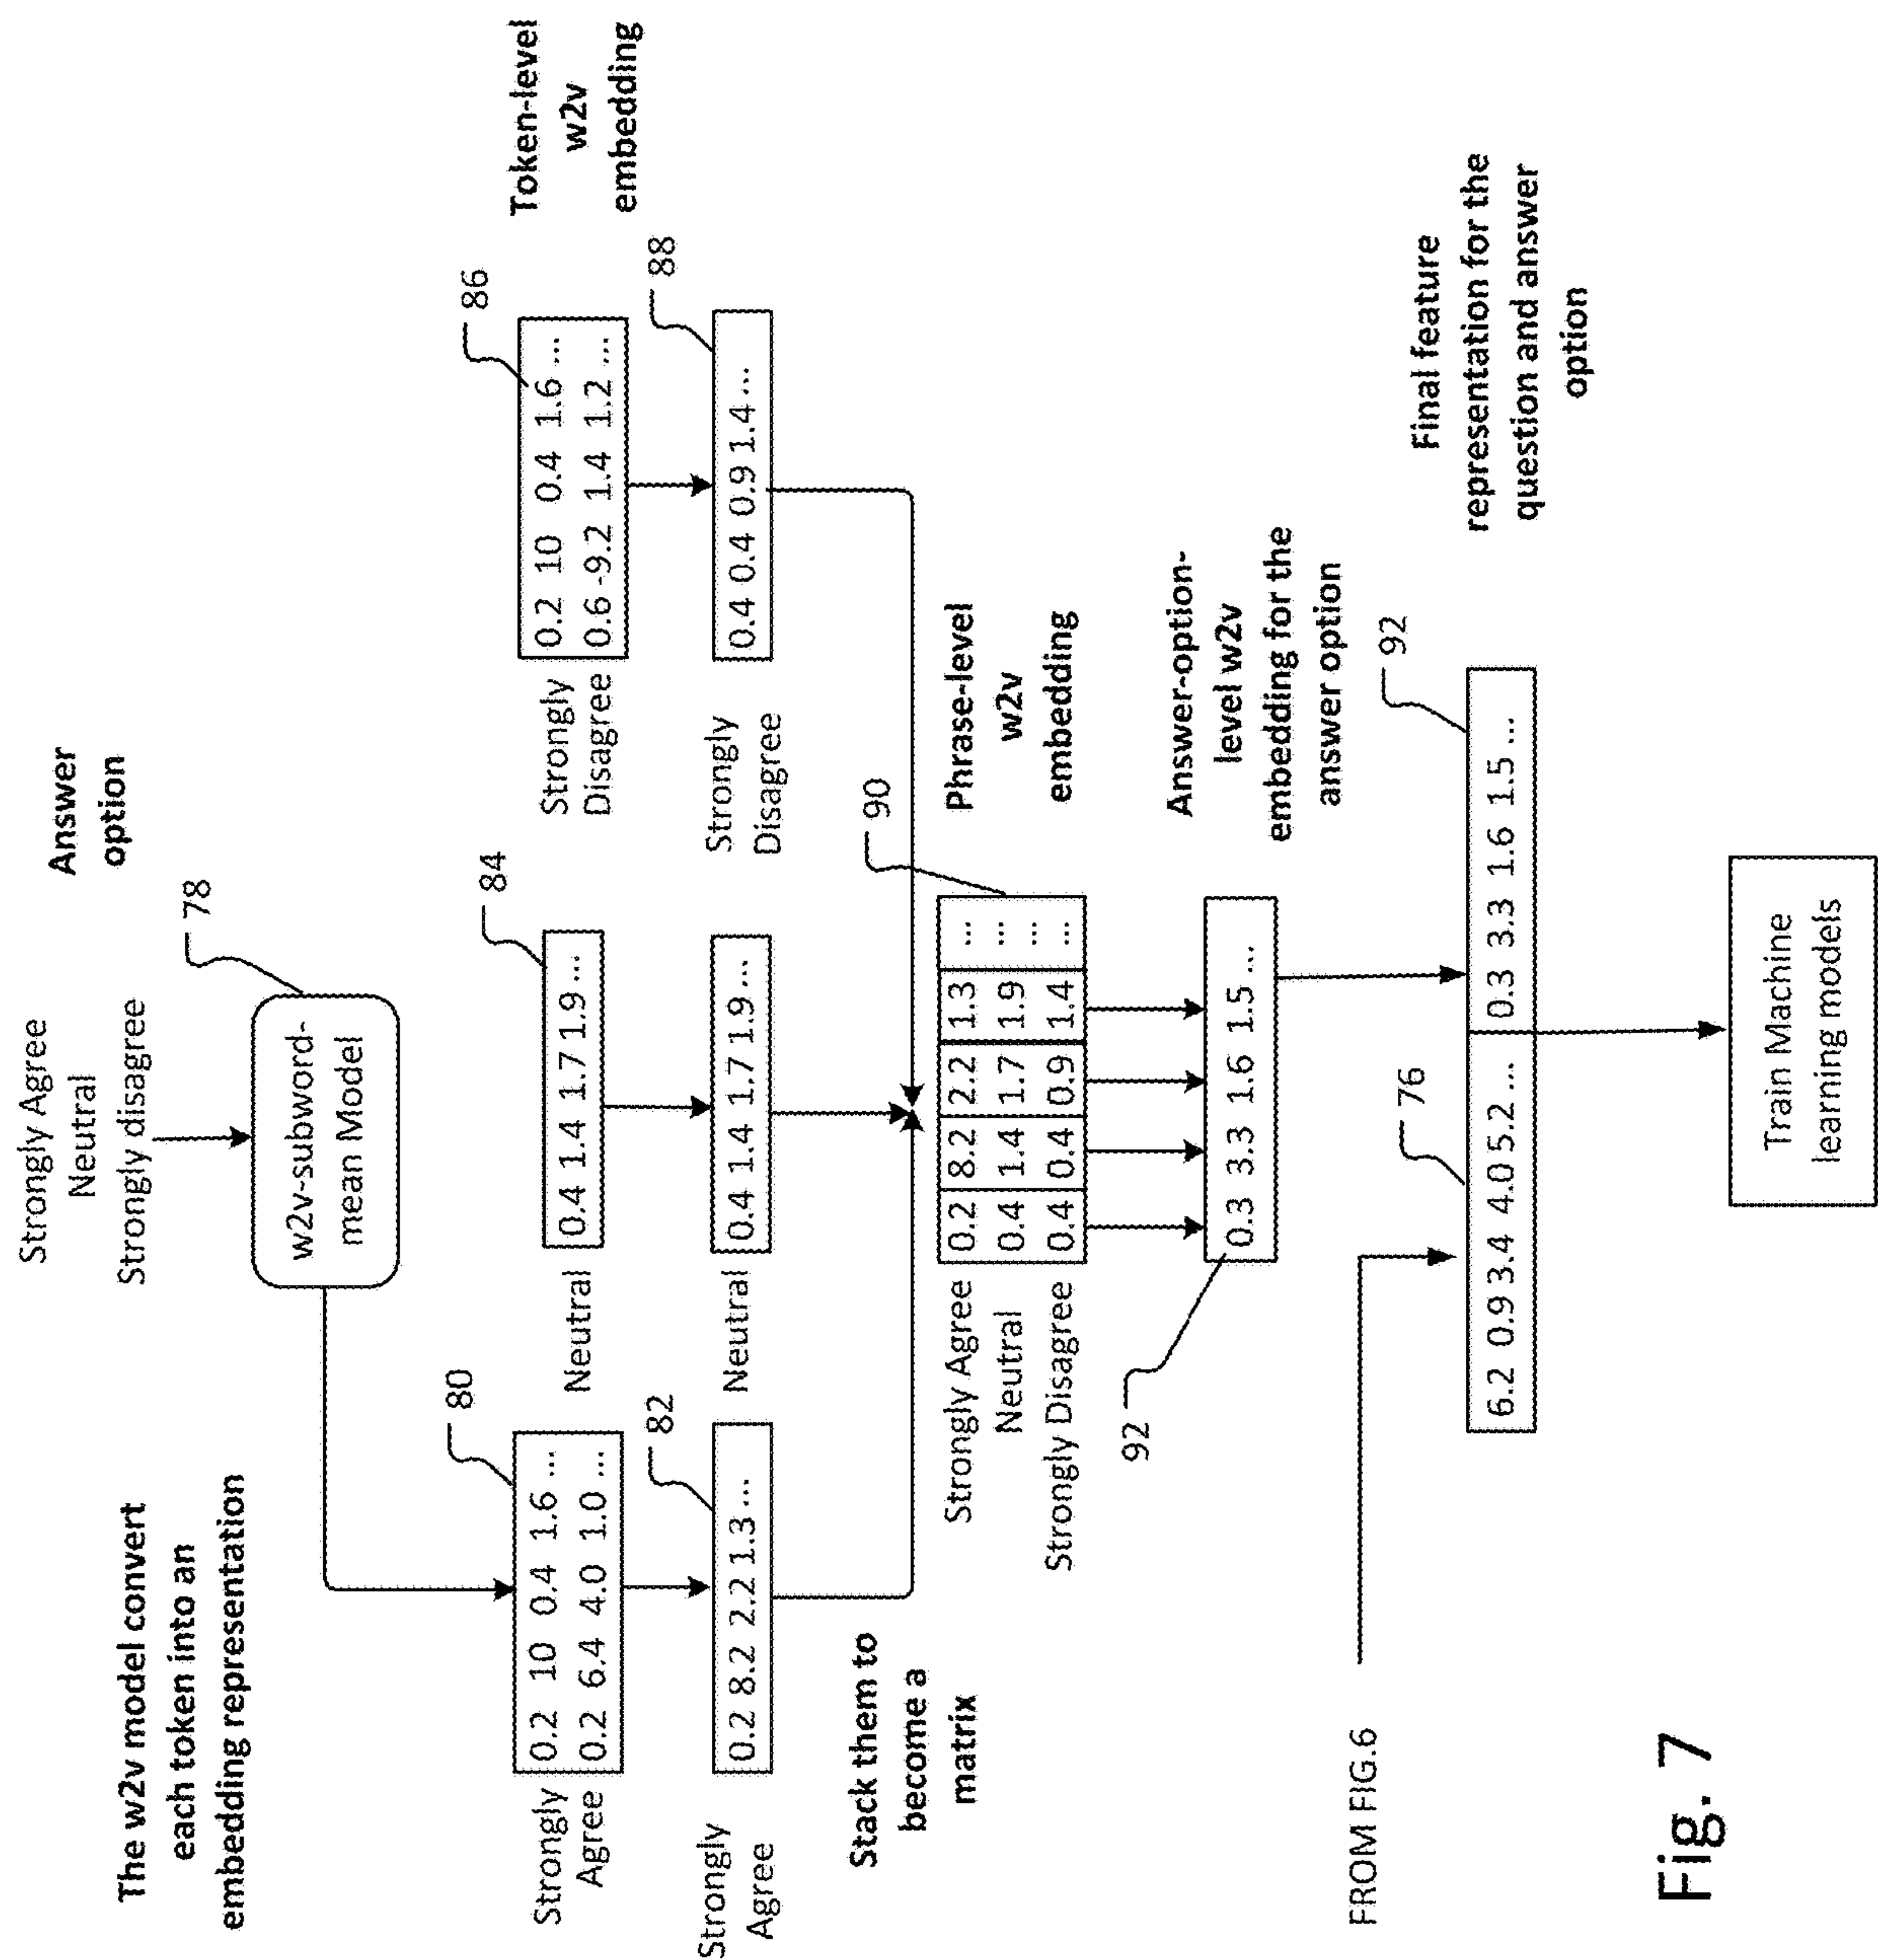 Strongly Agree
Neutral
Strongly disagree
Answer
option
The w2v model convert
each token into an
embedding representation
78
w2v-subword-
mean Model
80
84
86
Token-level
w2v
embedding
Strongly
Agree
0.2 10 0.4 1.6 ...
0.2 6.4 4.0 1.0 ...
Neutral
0.4 1.4 1.7 1.9 ...
Strongly
Disagree
0.2 10 0.4 1.6 ...
0.6 -9.2 1.4 1.2 ...
82
88
Strongly
Agree
0.2 8.2 2.2 1.3 ...
Neutral
0.4 1.4 1.7 1.9 ...
Strongly
Disagree
0.4 0.4 0.9 1.4 ...
Stack them to
become a
matrix
90
Strongly Agree 0.2 8.2 2.2 1.3 ...
Neutral 0.4 1.4 1.7 1.9 ...
...
Strongly Disagree 0.4 0.4 0.9 1.4 ...
Phrase-level
w2v
embedding
92
0.3 3.3 1.6 1.5 ...
Answer-option-
level w2v
embedding for the
answer option
FROM FIG.6
76
92
6.2 0.9 3.4 4.0 5.2 ... 0.3 3.3 1.6 1.5 ...
Final feature
representation for the
question and answer
option
Train Machine
learning models
Fig. 7